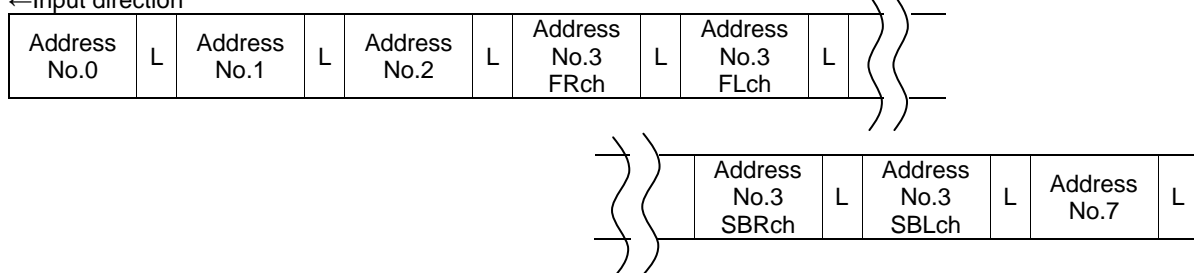 ←Input direction
Address No.0
L
Address No.1
L
Address No.2
L
Address No.3 FRch
L
Address No.3 FLch
L
Address No.3 SBRch
L
Address No.3 SBLch
L
Address No.7
L